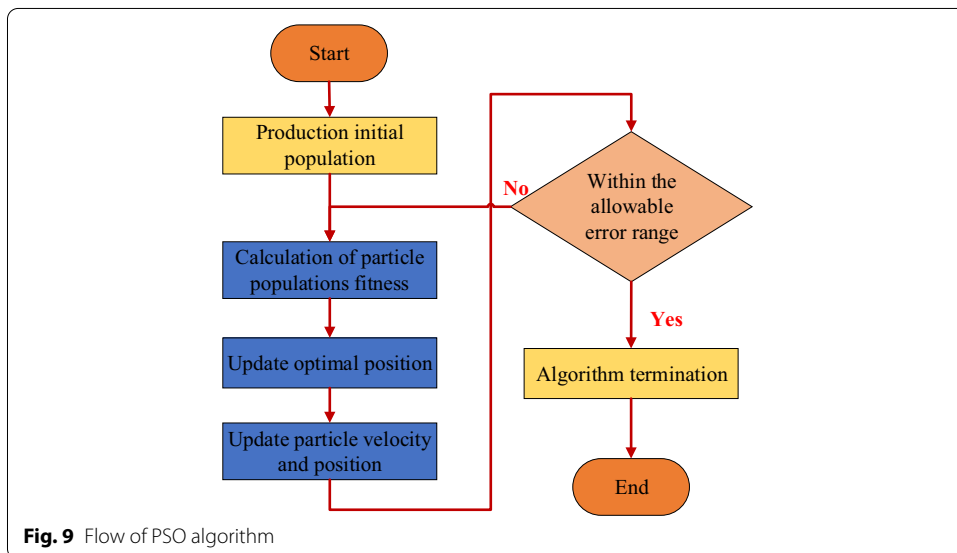 Start
Production initial
population
Calculation of particle
populations fitness
Update optimal position
Update particle velocity
and position
No
Within the
allowable
error range
Yes
Algorithm termination
End
Fig. 9 Flow of PSO algorithm